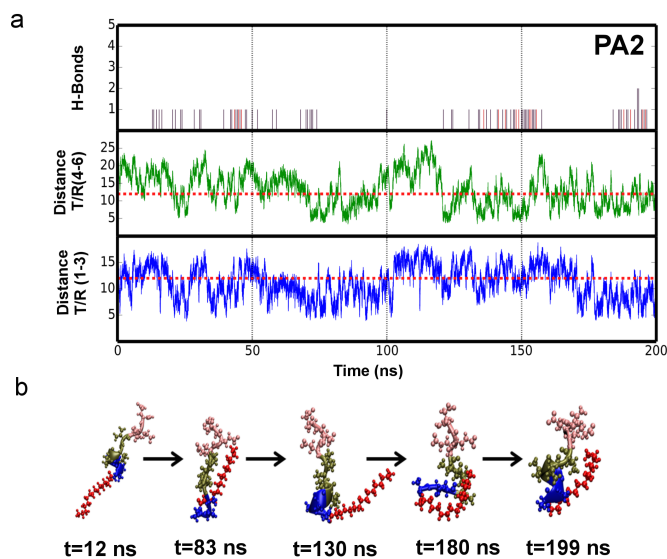 a
PA2
H-Bonds
5
4
3
2
1
Distance
T/R(4-6)
25
20
15
10
5
Distance
T/R (1-3)
15
10
5
0 50 100 150 200
Time (ns)
b
t=12 ns t=83 ns t=130 ns t=180 ns t=199 ns